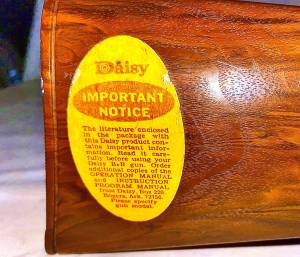 Daisy
IMPORTANT
NOTICE
The literature enclosed
in the package with
this Daisy product con-
tains important infor-
mation. Read it care-
fully before using your
Daisy B•B gun. Order
additional copies of the
OPERATION MANUAL
and INSTRUCTION
PROGRAM MANUAL
from Daisy, Box 220,
Rogers, Ark. 72756.
Please specify
gun model.